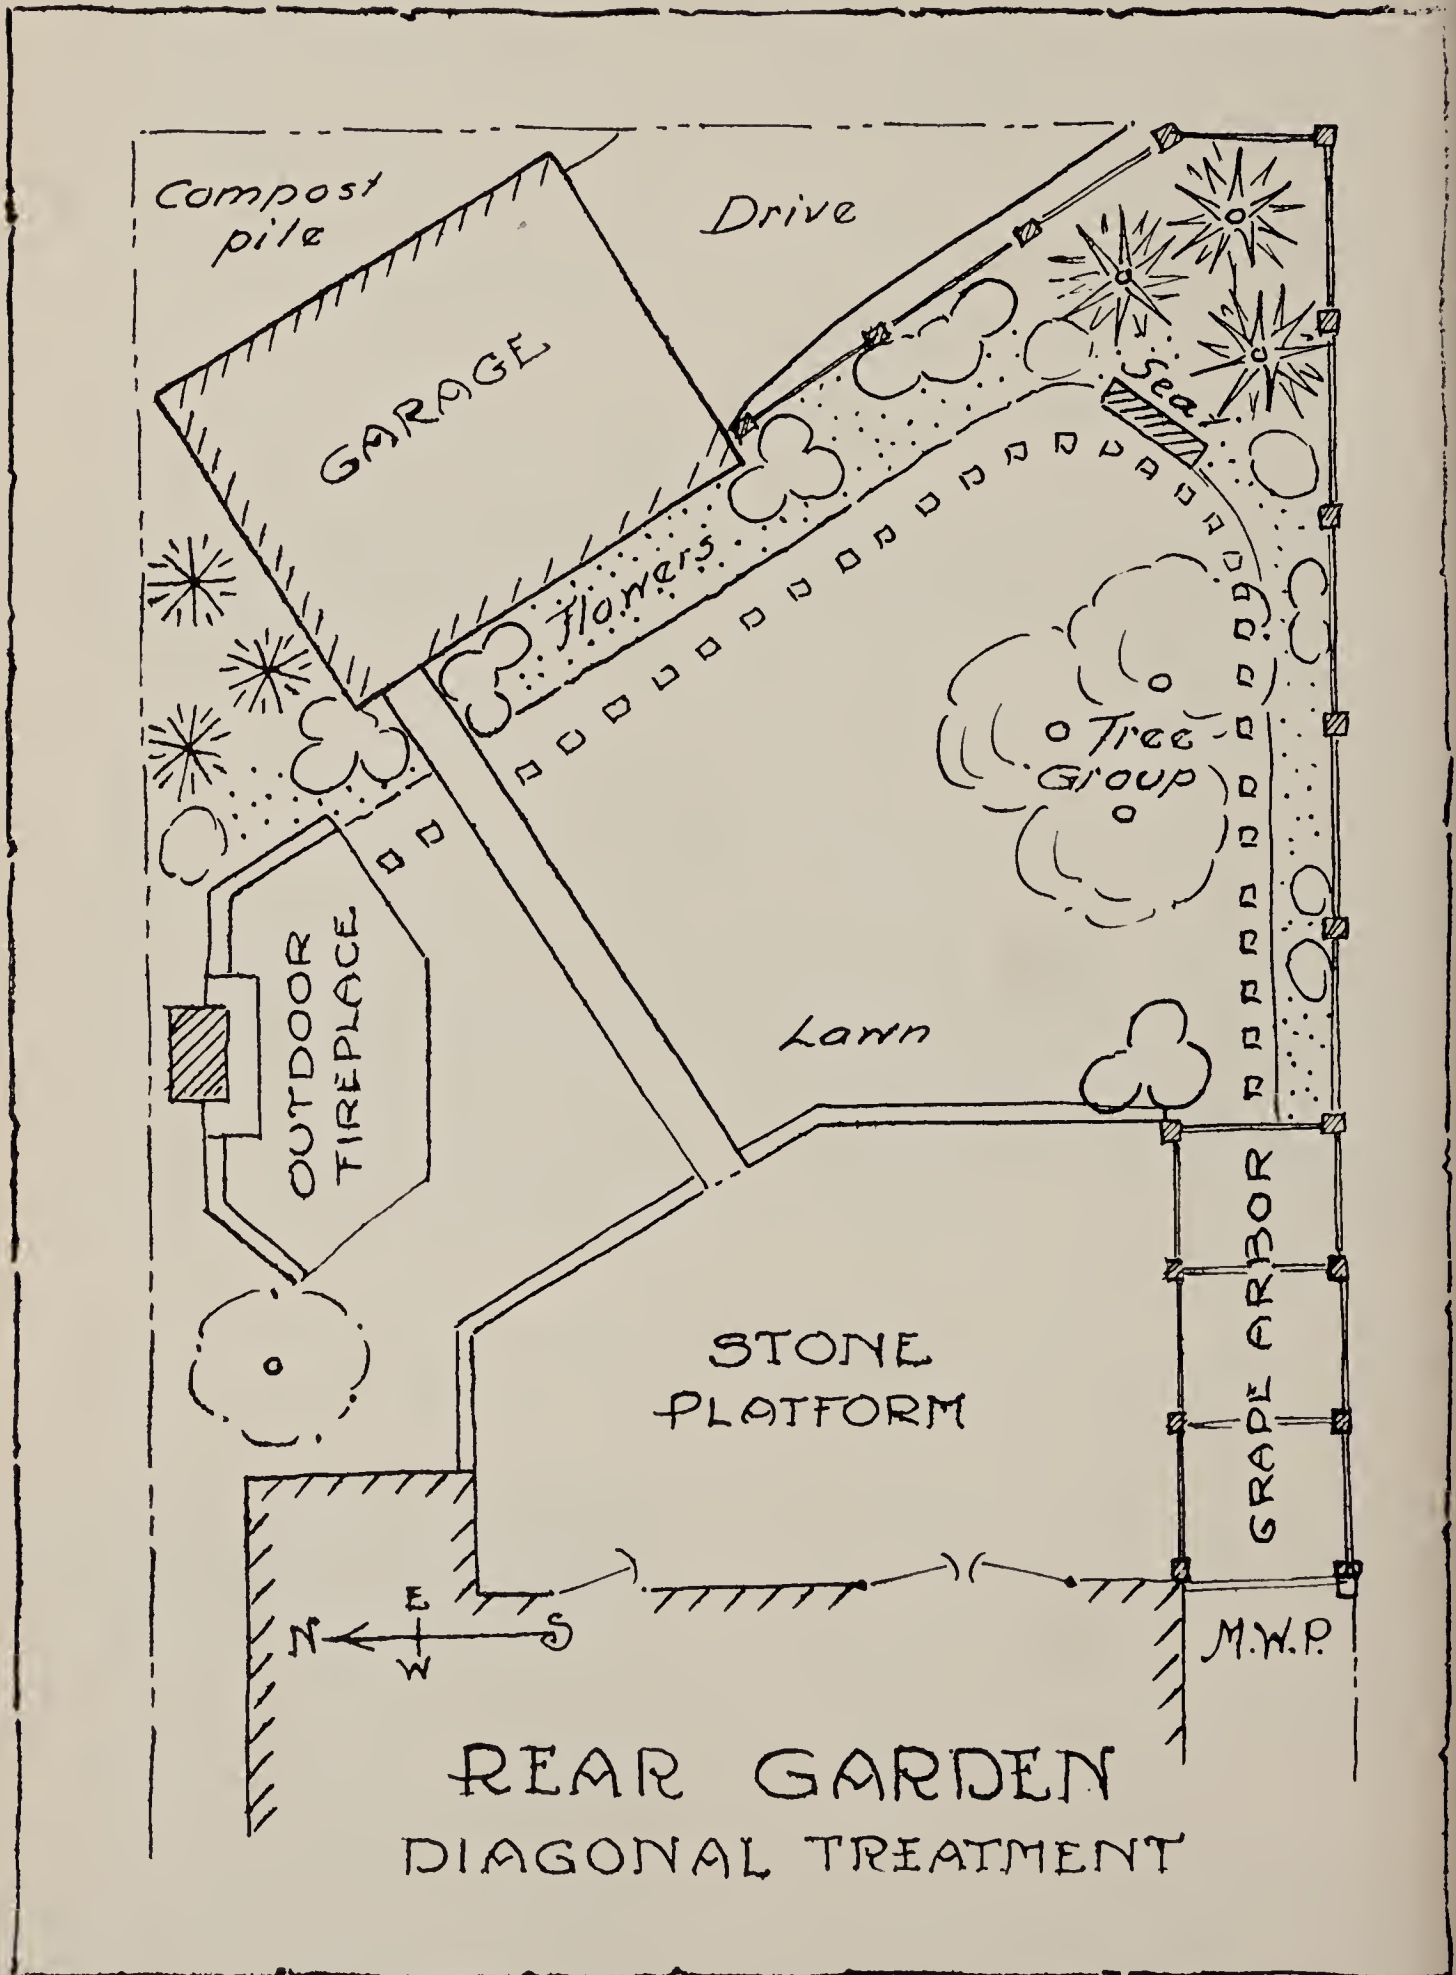 Compost
pile
Drive
GARAGE
Seat
Flowers
Tree
Group
OUTDOOR
FIREPLACE
Lawn
GRAPE ARBOR
STONE
PLATFORM
E
N S
W
M.W.P.
REAR GARDEN
DIAGONAL TREATMENT